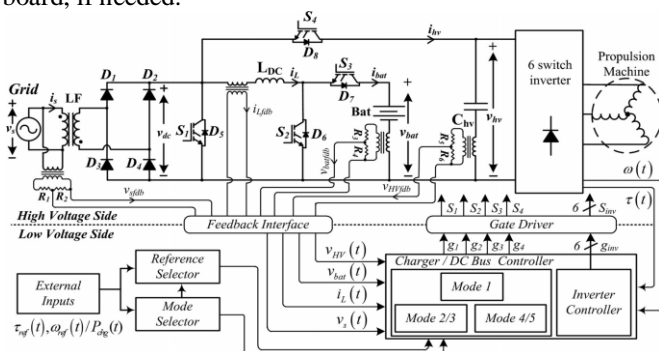 board, if needed.
S4
D8
ihv
Grid
is
LF
D1
D2
LDC
iL
S3
D7
ibat
Bat
Chv
6 switch
inverter
Propulsion
Machine
vs
vdc
S1
D5
iLfdb
S2
D6
R3
R4
vbat
R5
R6
vhv
D3
D4
vbatfdb
vHVfdb
R1
R2
vsfdb
ω(t)
τ(t)
High Voltage Side
Low Voltage Side
Feedback Interface
S1 S2 S3 S4
6 Sinv
Gate Driver
g1 g2 g3 g4
6 ginv
External
Inputs
Reference
Selector
Mode
Selector
vHV(t)
vbat(t)
iL(t)
vs(t)
Charger / DC Bus Controller
Mode 1
Mode 2/3
Mode 4/5
Inverter
Controller
τref(t), ωref(t)/Pchg(t)